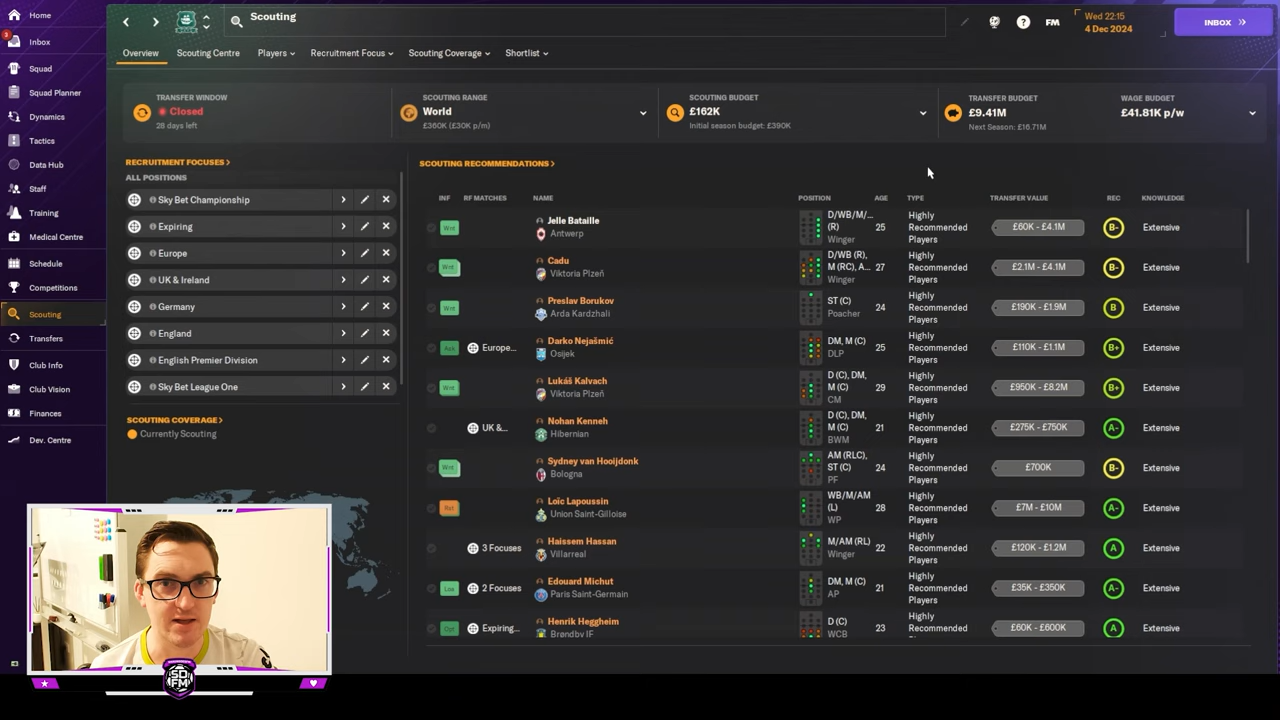 Home
Scouting
FM
Wed 22:15
4 Dec 2024
INBOX
3
Inbox
Overview
Scouting Centre
Players
Recruitment Focus
Scouting Coverage
Shortlist
Squad
Squad Planner
Dynamics
Tactics
Data Hub
Staff
Training
Medical Centre
Schedule
Competitions
Scouting
Transfers
Club Info
Club Vision
Finances
Dev. Centre
TRANSFER WINDOW
Closed
28 days left
SCOUTING RANGE
World
£360K (£30K p/m)
SCOUTING BUDGET
£162K
Initial season budget: £390K
TRANSFER BUDGET
£9.41M
Next Season: £16.71M
WAGE BUDGET
£41.81K p/w
RECRUITMENT FOCUSES >
ALL POSITIONS
Sky Bet Championship
Expiring
Europe
UK & Ireland
Germany
England
English Premier Division
Sky Bet League One
SCOUTING COVERAGE >
Currently Scouting
SCOUTING RECOMMENDATIONS >
INF RF MATCHES NAME POSITION AGE TYPE TRANSFER VALUE REC KNOWLEDGE
Wnt Jelle Bataille Antwerp D/WB/M/... (R) Winger 25 Highly Recommended Players £60K - £4.1M B- Extensive
Wnt Cadu Viktoria Plzeň D/WB (R), M (RC), A... Winger 27 Highly Recommended Players £2.1M - £4.1M B- Extensive
Wnt Preslav Borukov Arda Kardzhali ST (C) Poacher 24 Highly Recommended Players £190K - £1.9M B Extensive
Europe... Darko Nejašmić Osijek DM, M (C) DLP 25 Highly Recommended Players £110K - £1.1M B+ Extensive
Wnt Lukáš Kalvach Viktoria Plzeň D (C), DM, M (C) CM 29 Highly Recommended Players £950K - £8.2M B+ Extensive
UK &... Nohan Kenneh Hibernian D (C), DM, M (C) BWM 21 Highly Recommended Players £275K - £750K A- Extensive
Wnt Sydney van Hooijdonk Bologna AM (RLC), ST (C) PF 24 Highly Recommended Players £700K B- Extensive
Rst Loïc Lapoussin Union Saint-Gilloise WB/M/AM (L) WP 28 Highly Recommended Players £7M - £10M A- Extensive
3 Focuses Haissem Hassan Villarreal M/AM (RL) Winger 22 Highly Recommended Players £120K - £1.2M A Extensive
Loa 2 Focuses Edouard Michut Paris Saint-Germain DM, M (C) AP 21 Highly Recommended Players £35K - £350K A- Extensive
Expiring... Henrik Heggheim Brøndby IF D (C) WCB 23 Highly Recommended Players £60K - £600K A Extensive
SD
FM